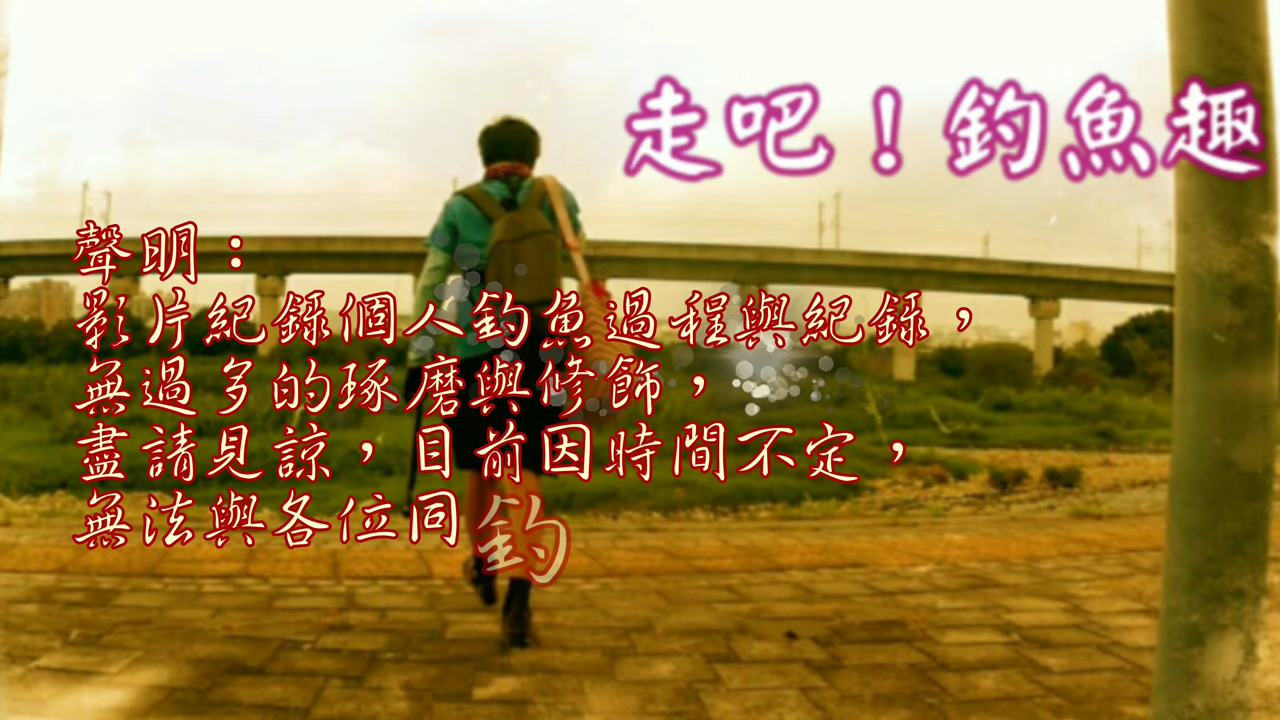 走吧！釣魚趣
聲明：
影片紀錄個人釣魚過程與紀錄，
無過多的琢磨與修飾，
盡請見諒，目前因時間不定，
無法與各位同釣